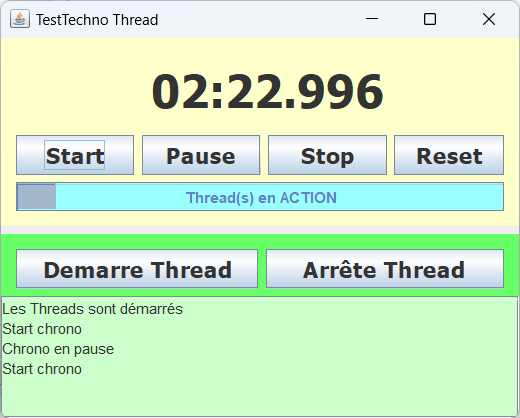 TestTechno Thread
02:22.996
Start Pause Stop Reset
Thread(s) en ACTION
Demarre Thread Arrête Thread
Les Threads sont démarrés
Start chrono
Chrono en pause
Start chrono